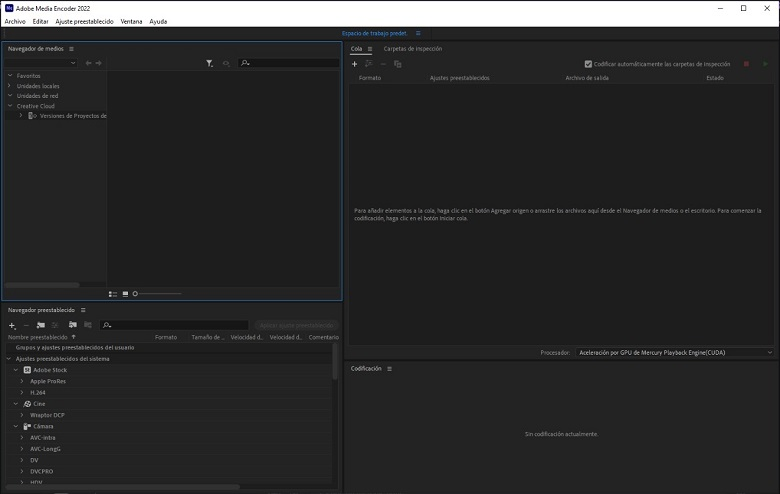 Me Adobe Media Encoder 2022
Archivo Editar Ajuste preestablecido Ventana Ayuda
Espacio de trabajo predet.
Navegador de medios
Favoritos
Unidades locales
Unidades de red
Creative Cloud
Versiones de Proyectos de
Cola Carpetas de inspección
Codificar automáticamente las carpetas de inspección
Formato Ajustes preestablecidos Archivo de salida Estado
Para añadir elementos a la cola, haga clic en el botón Agregar origen o arrastre los archivos aquí desde el Navegador de medios o el escritorio. Para comenzar la
codificación, haga clic en el botón Iniciar cola.
Procesador: Aceleración por GPU de Mercury Playback Engine(CUDA)
Navegador preestablecido
Aplicar ajuste preestablecido
Nombre preestablecido Formato Tamaño de ... Velocidad d... Velocidad d... Comentario
Grupos y ajustes preestablecidos del usuario
Ajustes preestablecidos del sistema
St Adobe Stock
Apple ProRes
H.264
Cine
Wraptor DCP
Cámara
AVC-Intra
AVC-LongG
DV
DVCPRO
HDV
Codificación
Sin codificación actualmente.